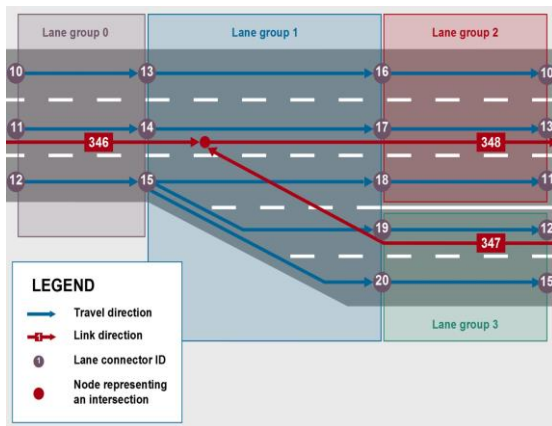 Lane group 0
Lane group 1
Lane group 2
10
13
16
10
11
14
17
13
346
348
12
15
18
11
19
12
347
20
15
Lane group 3
LEGEND
Travel direction
1
Link direction
1
Lane connector ID
Node representing
an intersection